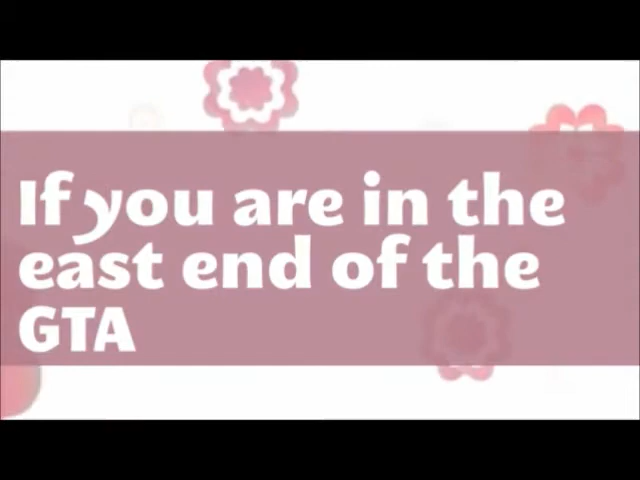 If you are in the
east end of the
GTA